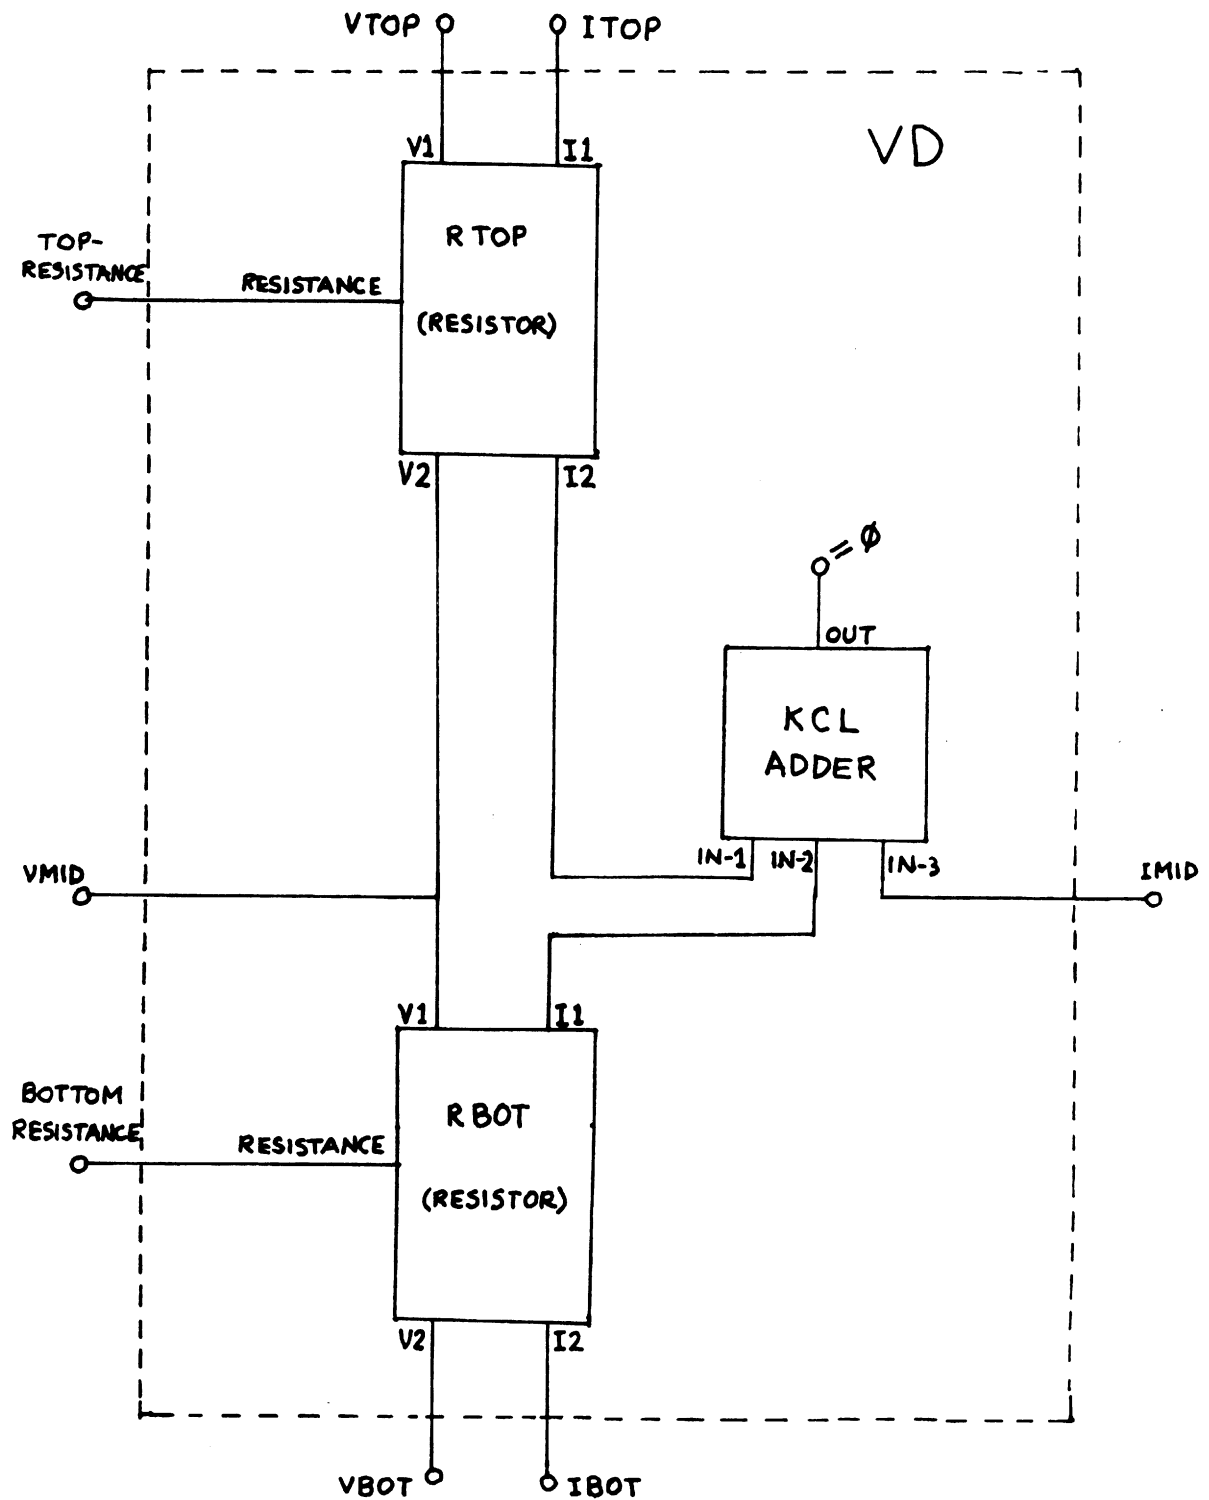 VTOP
ITOP
VD
V1
I1
R TOP
TOP-
RESISTANCE
RESISTANCE
(RESISTOR)
V2
I2
=Ø
OUT
KCL
ADDER
IN-1
IN-2
IN-3
VMID
IMID
V1
I1
BOTTOM
RESISTANCE
R BOT
RESISTANCE
(RESISTOR)
V2
I2
VBOT
IBOT